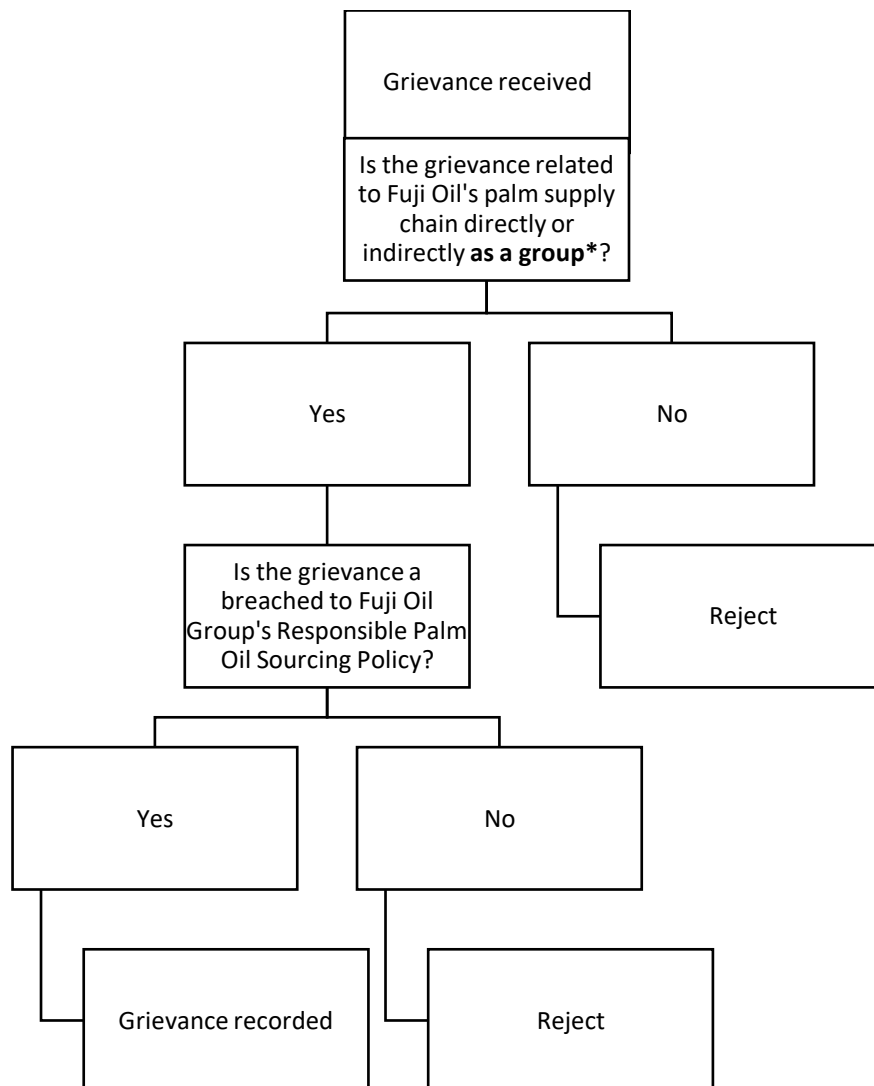 Grievance received
Is the grievance related
to Fuji Oil's palm supply
chain directly or
indirectly as a group*?
Yes
No
Is the grievance a
breached to Fuji Oil
Group's Responsible Palm
Oil Sourcing Policy?
Reject
Yes
No
Grievance recorded
Reject